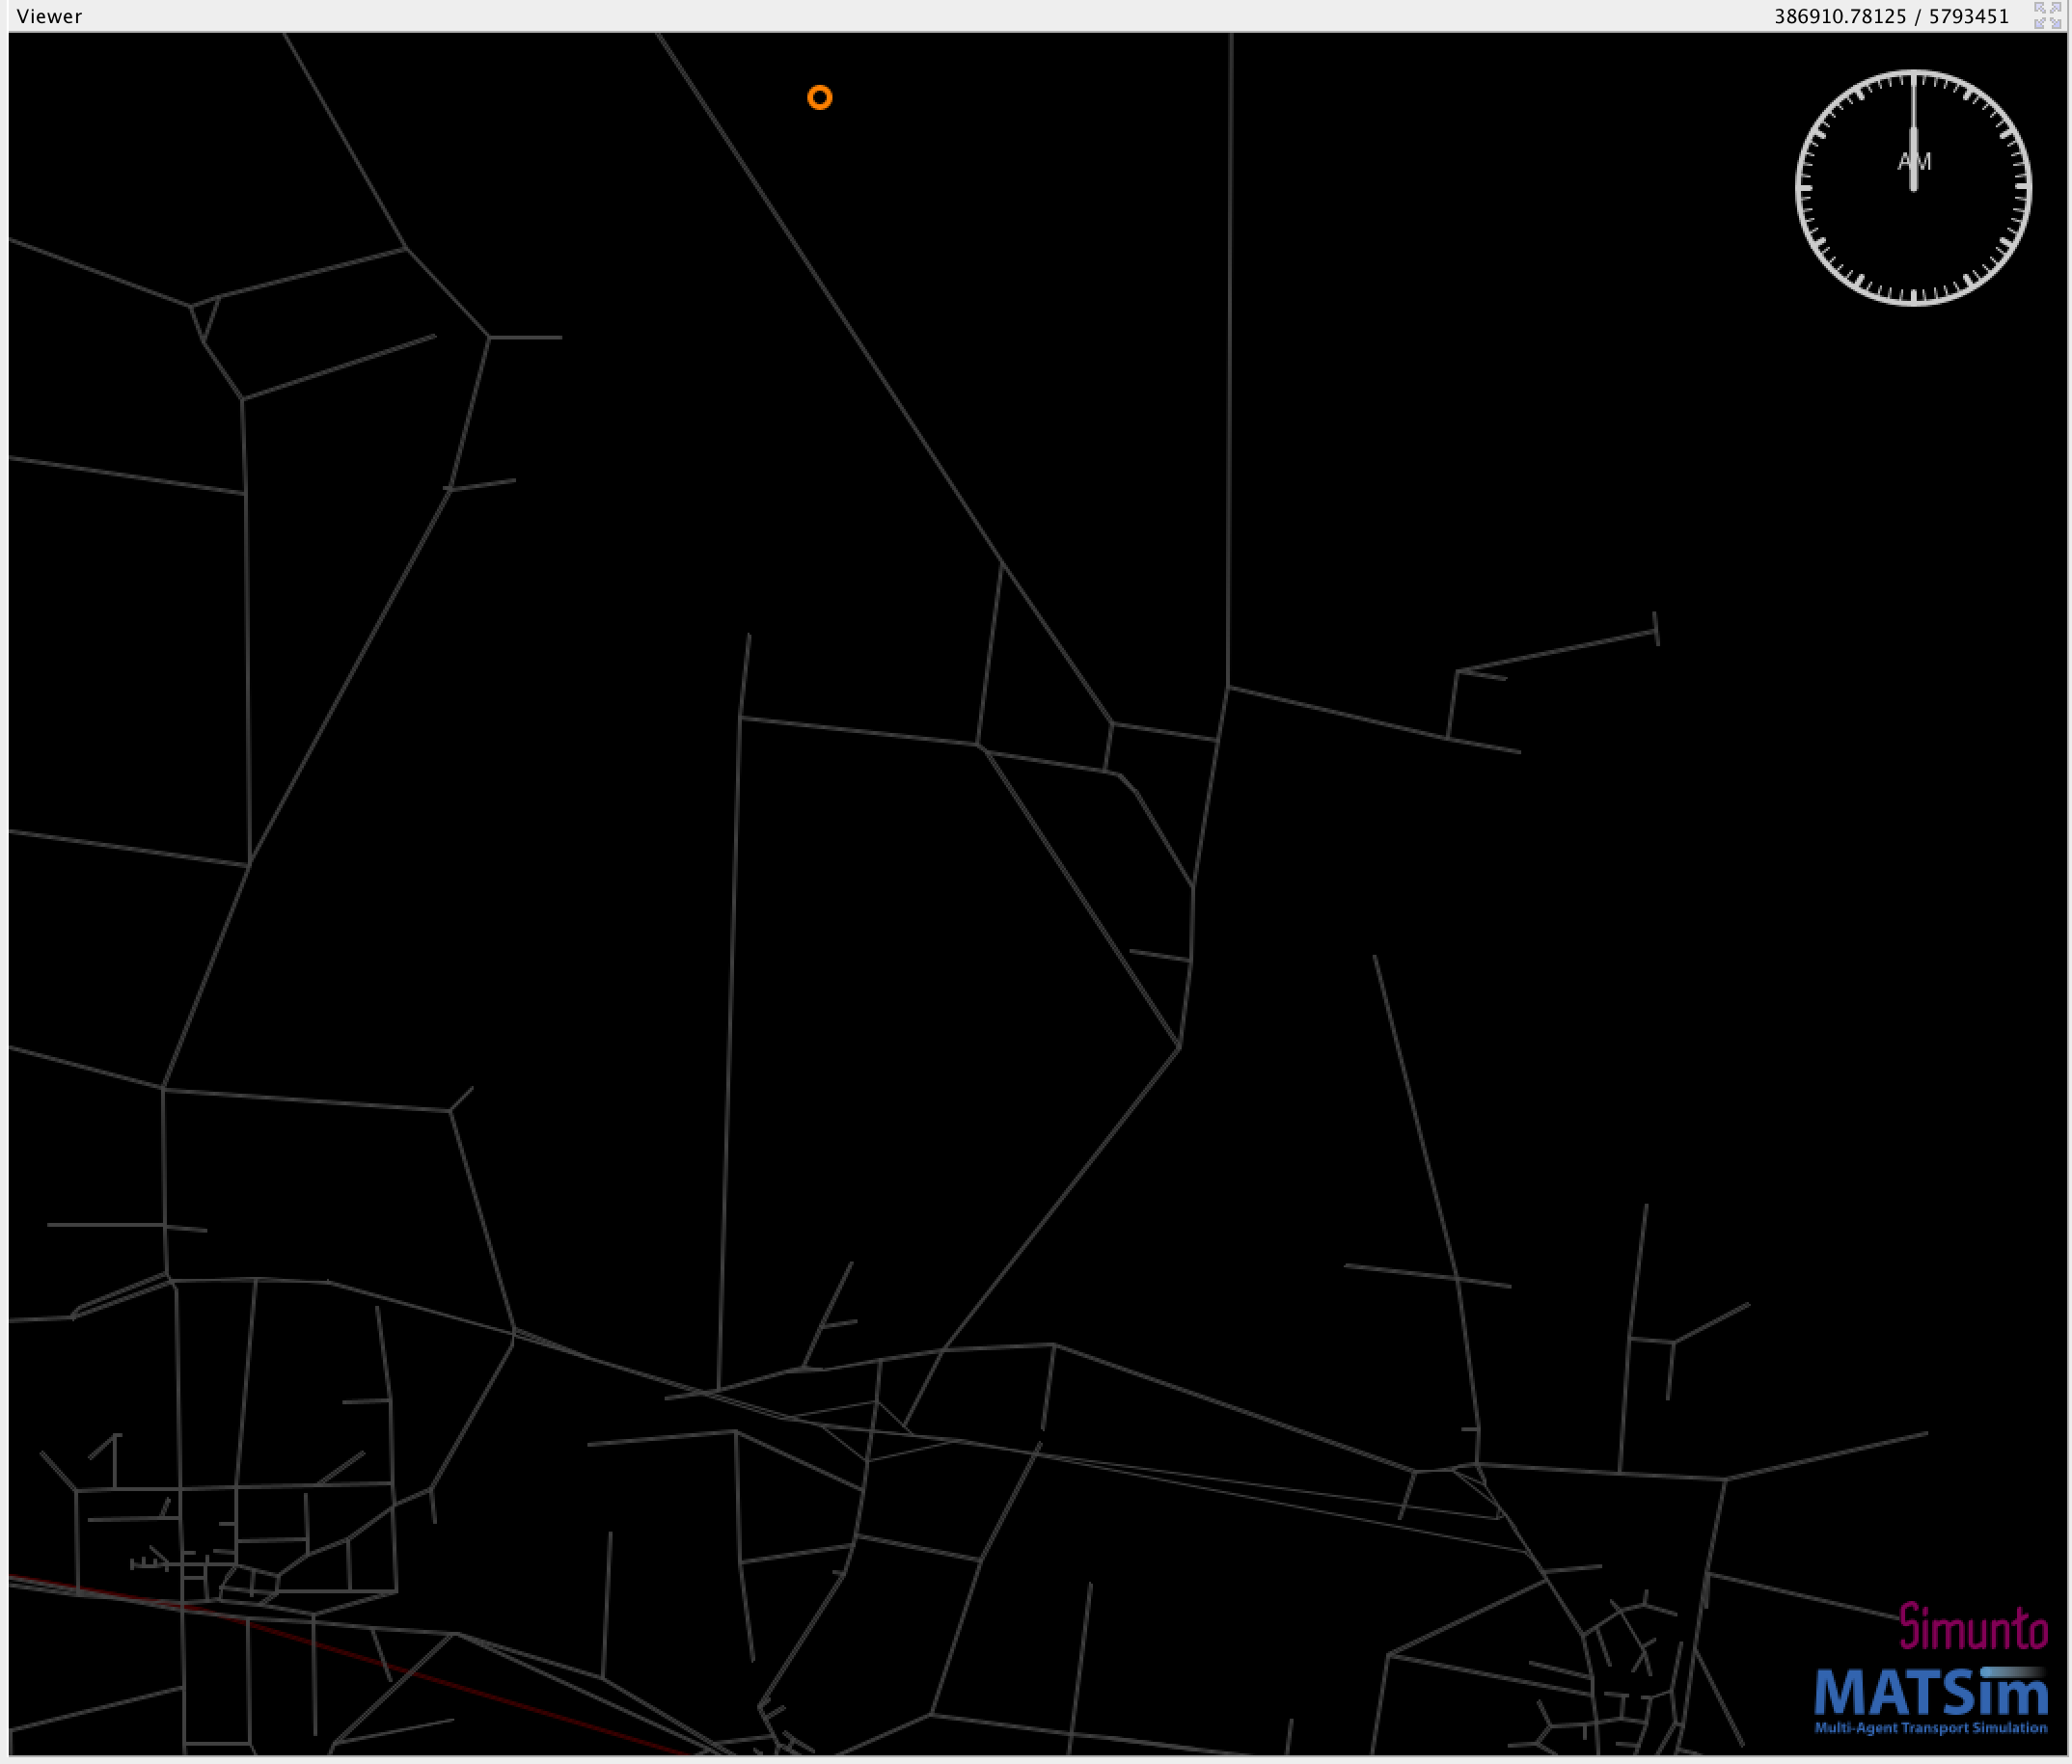 Viewer
386910.78125 / 5793451
AM
Simunto
MATSim
Multi-Agent Transport Simulation